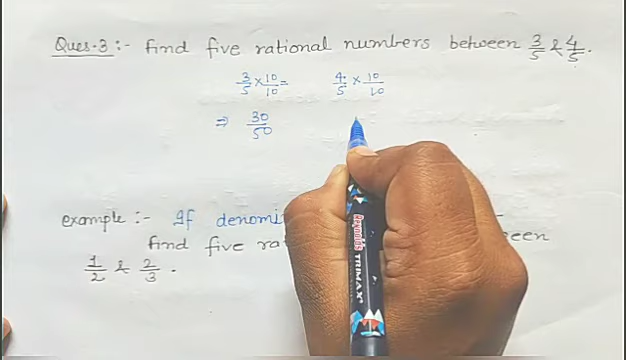 Ques.3:- find five rational numbers between 3/5 & 4/5.
3/5 × 10/10 = 4/5 × 10/10
⇒ 30/50
example:- If denomi
find five een
1/2 & 2/3 .
Reynolds TRIMAX